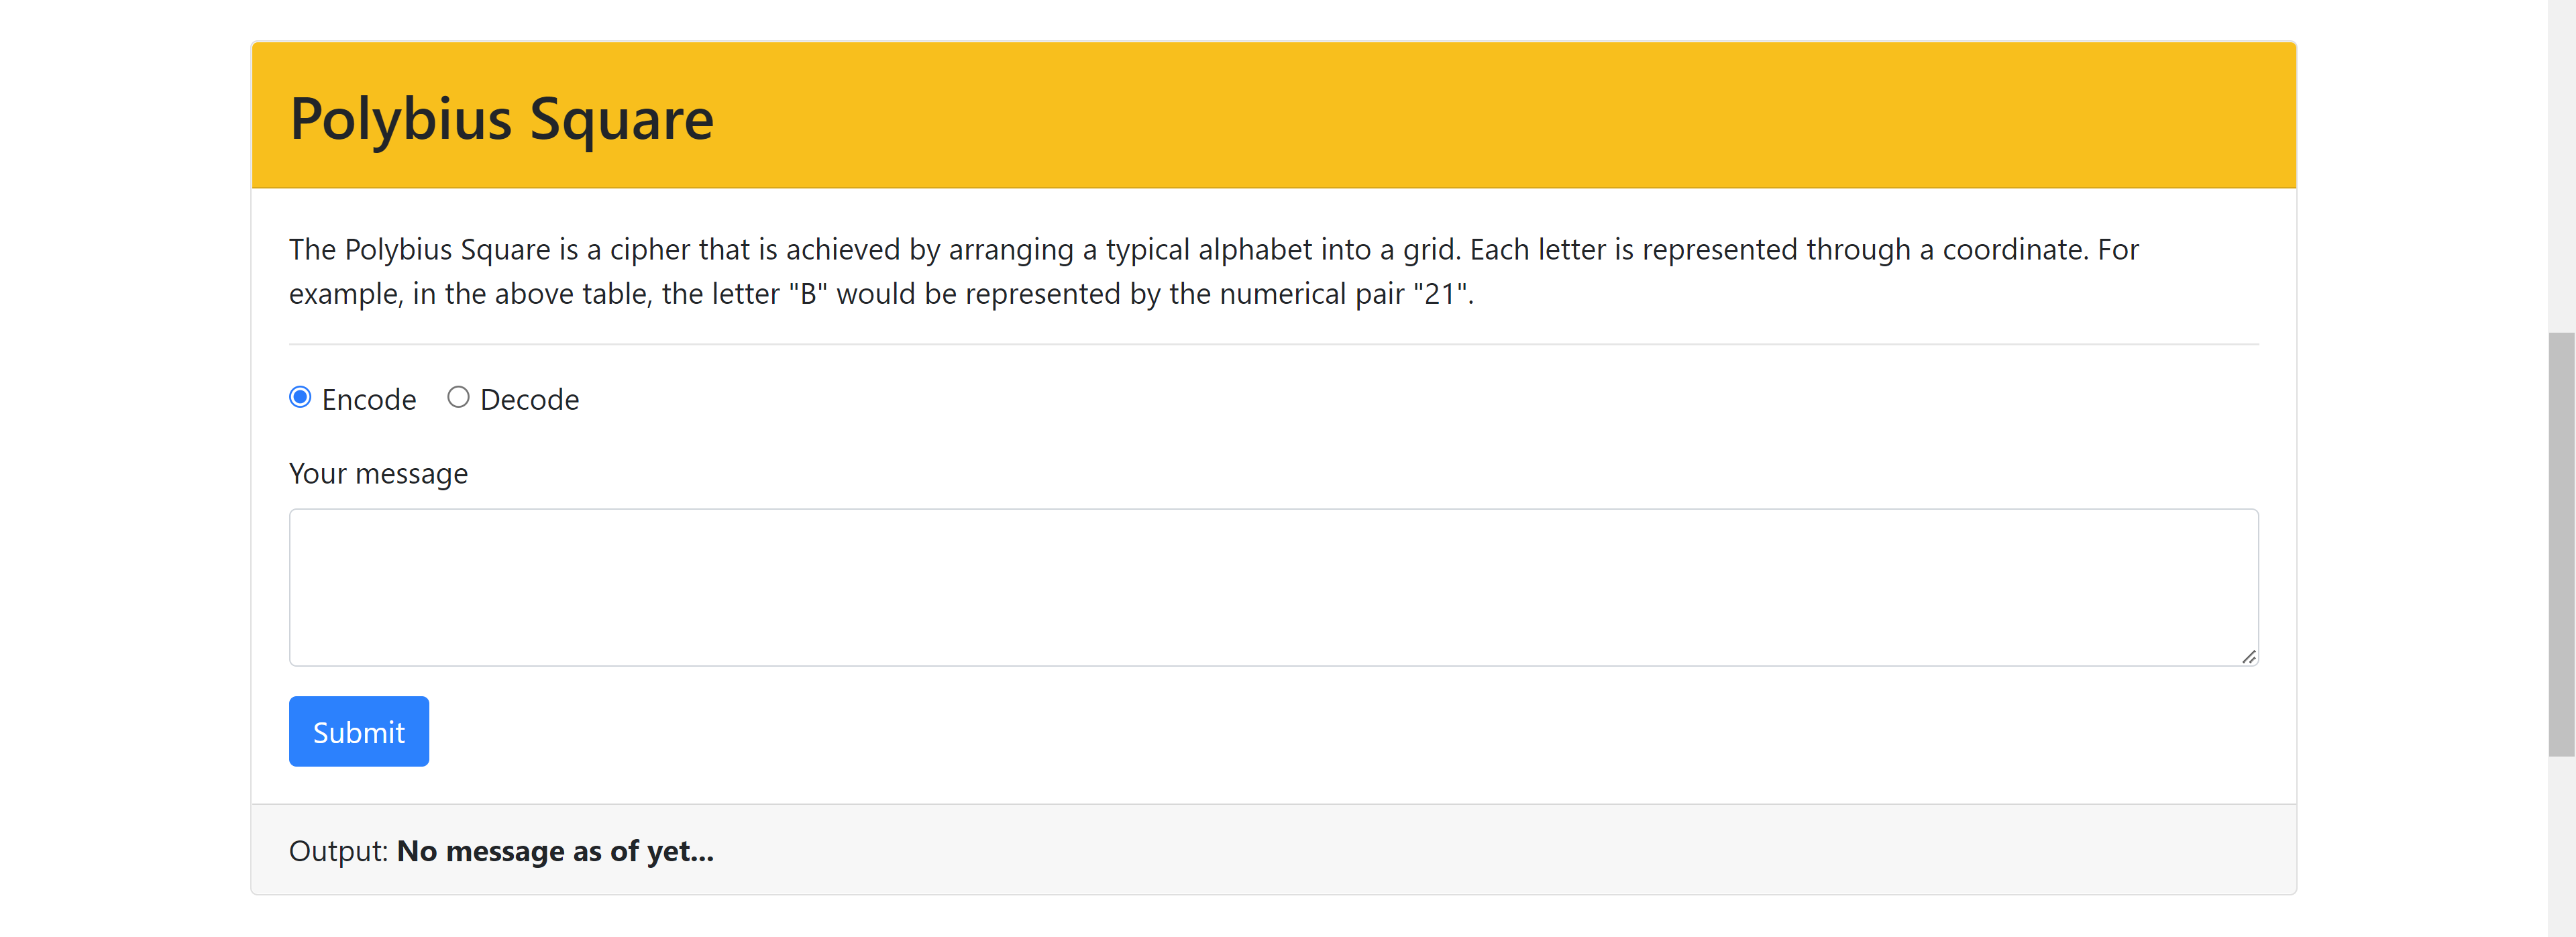 Polybius Square
The Polybius Square is a cipher that is achieved by arranging a typical alphabet into a grid. Each letter is represented through a coordinate. For
example, in the above table, the letter "B" would be represented by the numerical pair "21".
Encode Decode
Your message
Submit
Output: No message as of yet...